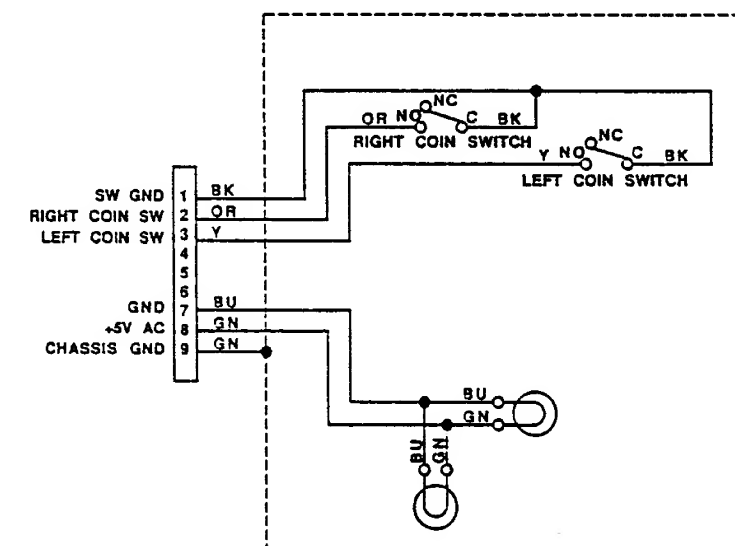 NC
OR NO C BK
RIGHT COIN SWITCH
NC
Y NO C BK
LEFT COIN SWITCH
SW GND 1 BK
RIGHT COIN SW 2 OR
LEFT COIN SW 3 Y
4
5
6
GND 7 BU
+5V AC 8 GN
CHASSIS GND 9 GN
BU
GN
BU
GN